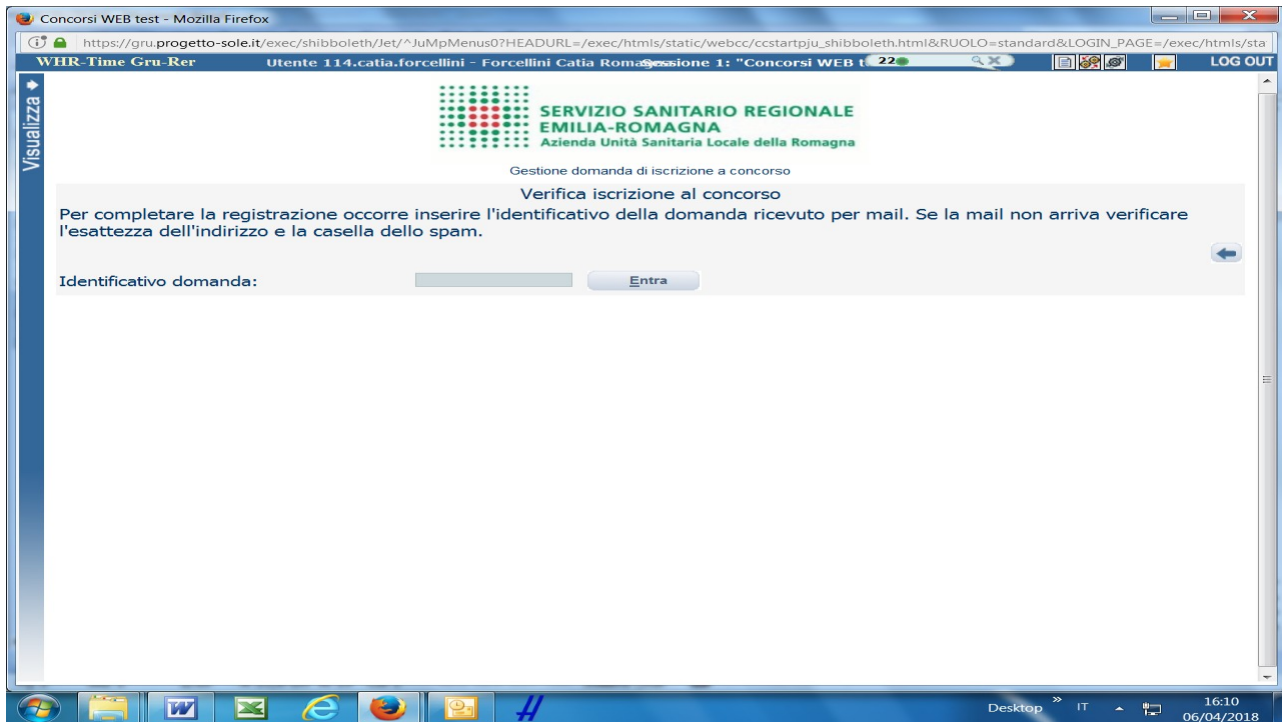 Concorsi WEB test - Mozilla Firefox
https://gru.progetto-sole.it/exec/shibboleth/Jet/^JuMpMenus0?HEADURL=/exec/htmls/static/webcc/ccstartpju_shibboleth.html&RUOLO=standard&LOGIN_PAGE=/exec/htmls/sta
WHR-Time Gru-Rer Utente 114.catia.forcellini - Forcellini Catia Romag Sessione 1: "Concorsi WEB t 22 LOG OUT
Visualizza
SERVIZIO SANITARIO REGIONALE
EMILIA-ROMAGNA
Azienda Unità Sanitaria Locale della Romagna
Gestione domanda di iscrizione a concorso
Verifica iscrizione al concorso
Per completare la registrazione occorre inserire l'identificativo della domanda ricevuto per mail. Se la mail non arriva verificare
l'esattezza dell'indirizzo e la casella dello spam.
Identificativo domanda: Entra
Desktop » IT 16:10
06/04/2018